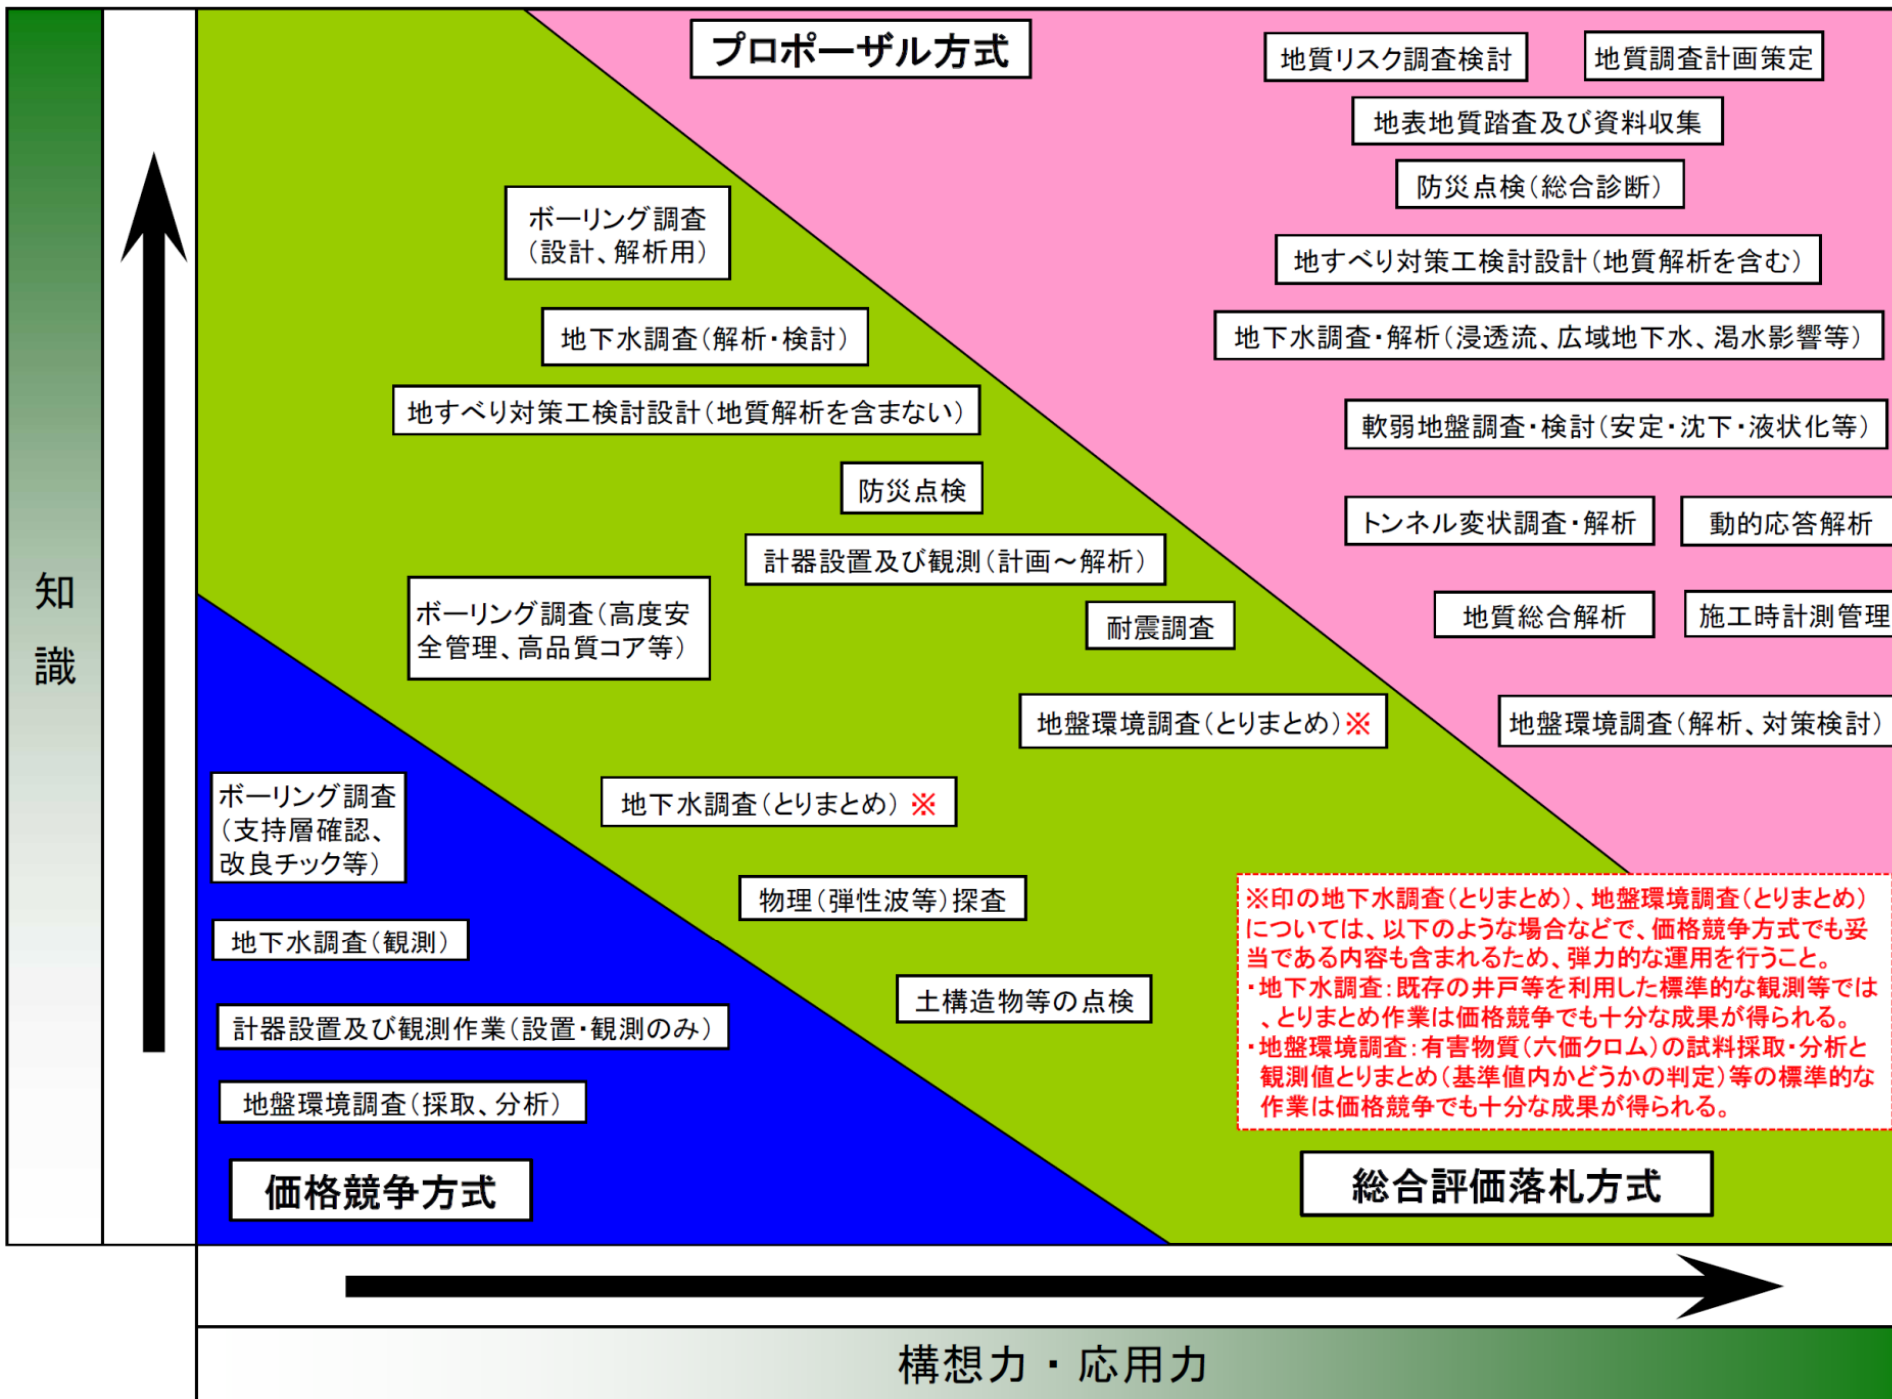 プロポーザル方式
地質リスク調査検討
地質調査計画策定
地表地質踏査及び資料収集
防災点検(総合診断)
ボーリング調査
(設計、解析用)
地すべり対策工検討設計(地質解析を含む)
地下水調査(解析・検討)
地下水調査・解析(浸透流、広域地下水、渇水影響等)
地すべり対策工検討設計(地質解析を含まない)
軟弱地盤調査・検討(安定・沈下・液状化等)
防災点検
トンネル変状調査・解析
動的応答解析
計器設置及び観測(計画～解析)
ボーリング調査(高度安
全管理、高品質コア等)
耐震調査
地質総合解析
施工時計測管理
知
識
地盤環境調査(とりまとめ)※
地盤環境調査(解析、対策検討)
ボーリング調査
(支持層確認、
改良チック等)
地下水調査(とりまとめ)※
物理(弾性波等)探査
地下水調査(観測)
土構造物等の点検
計器設置及び観測作業(設置・観測のみ)
地盤環境調査(採取、分析)
※印の地下水調査(とりまとめ)、地盤環境調査(とりまとめ)
については、以下のような場合などで、価格競争方式でも妥
当である内容も含まれるため、弾力的な運用を行うこと。
・地下水調査:既存の井戸等を利用した標準的な観測等では
、とりまとめ作業は価格競争でも十分な成果が得られる。
・地盤環境調査:有害物質(六価クロム)の試料採取・分析と
観測値とりまとめ(基準値内かどうかの判定)等の標準的な
作業は価格競争でも十分な成果が得られる。
価格競争方式
総合評価落札方式
構想力・応用力